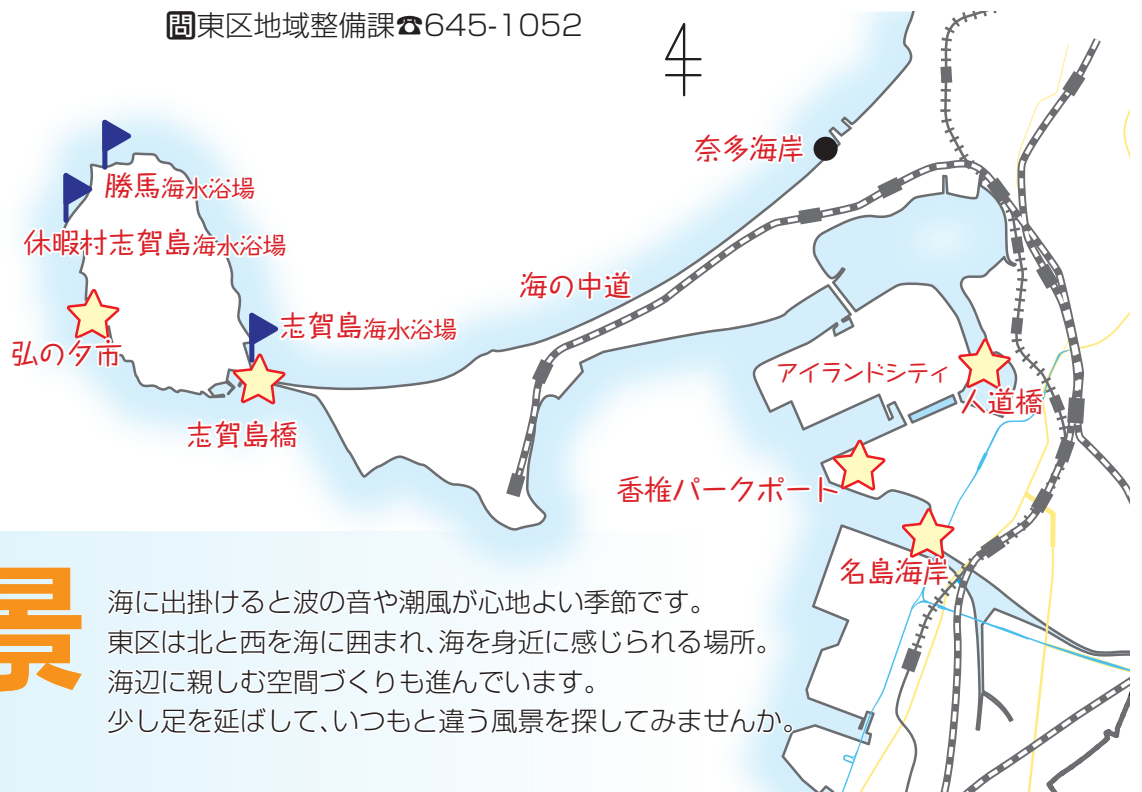 問東区地域整備課☎645-1052
奈多海岸
勝馬海水浴場
休暇村志賀島海水浴場
海の中道
志賀島海水浴場
弘の夕市
アイランドシティ
人道橋
志賀島橋
香椎パークポート
名島海岸
景
海に出掛けると波の音や潮風が心地よい季節です。
東区は北と西を海に囲まれ、海を身近に感じられる場所。
海辺に親しむ空間づくりも進んでいます。
少し足を延ばして、いつもと違う風景を探してみませんか。